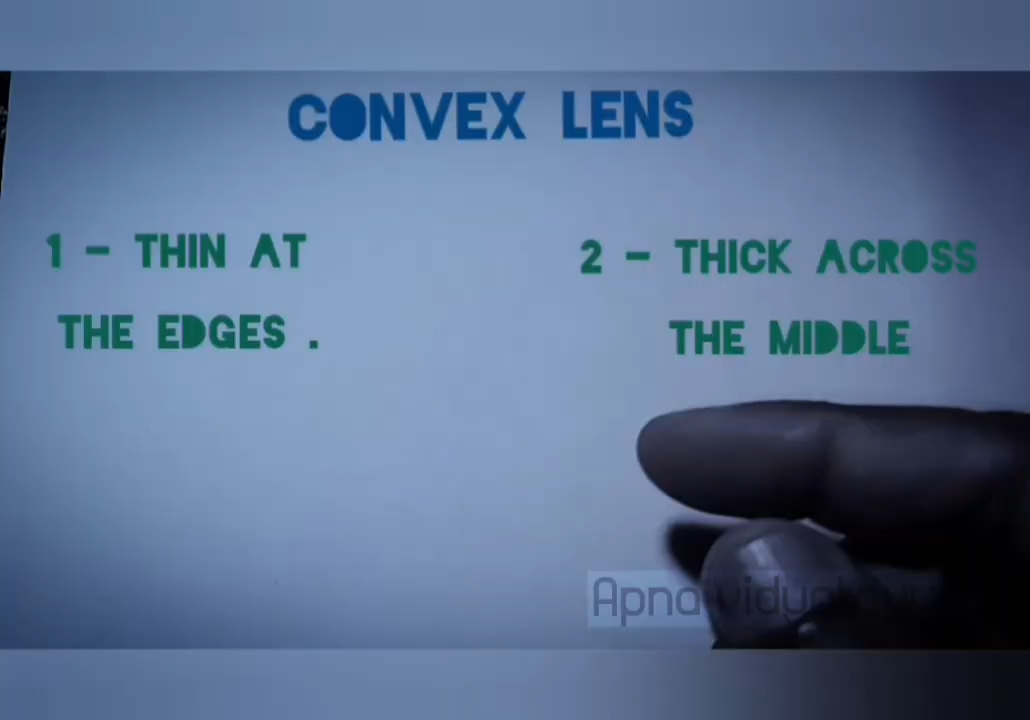 CONVEX LENS
1 - THIN AT
THE EDGES .
2 - THICK ACROSS
THE MIDDLE